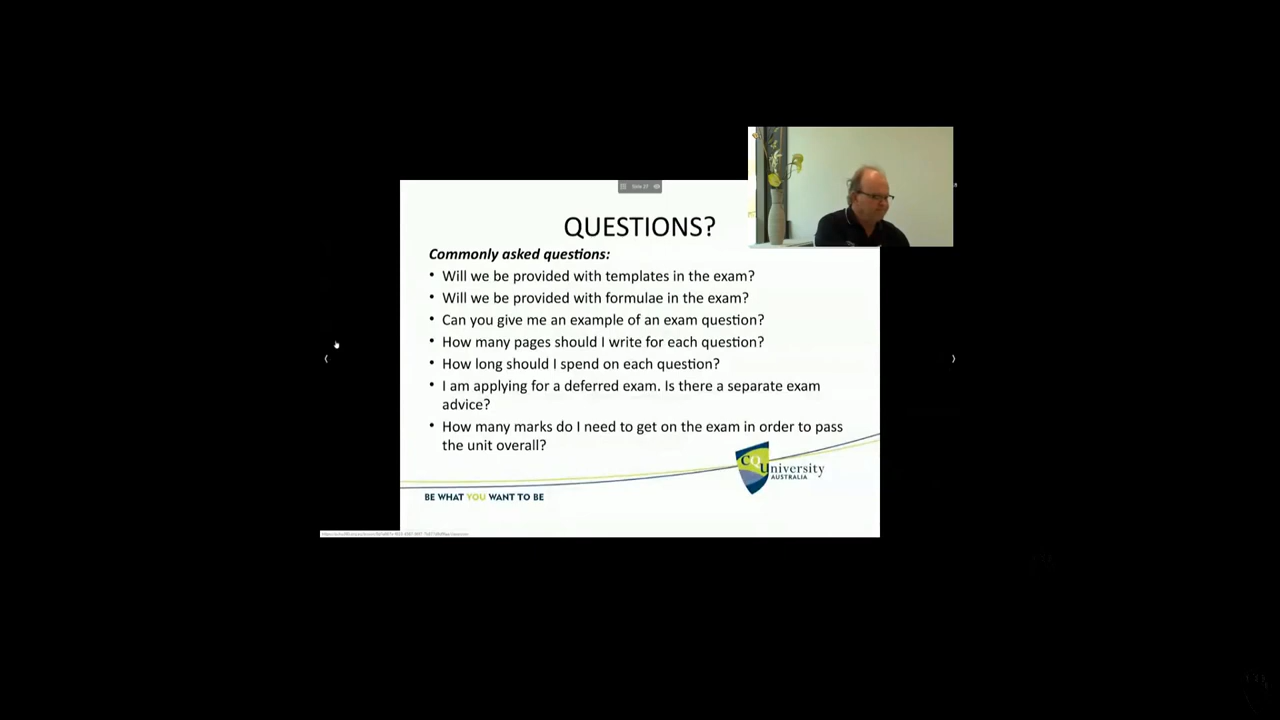 QUESTIONS?
Commonly asked questions:
• Will we be provided with templates in the exam?
• Will we be provided with formulae in the exam?
• Can you give me an example of an exam question?
• How many pages should I write for each question?
• How long should I spend on each question?
• I am applying for a deferred exam. Is there a separate exam
advice?
• How many marks do I need to get on the exam in order to pass
the unit overall?
CQUniversity
AUSTRALIA
BE WHAT YOU WANT TO BE